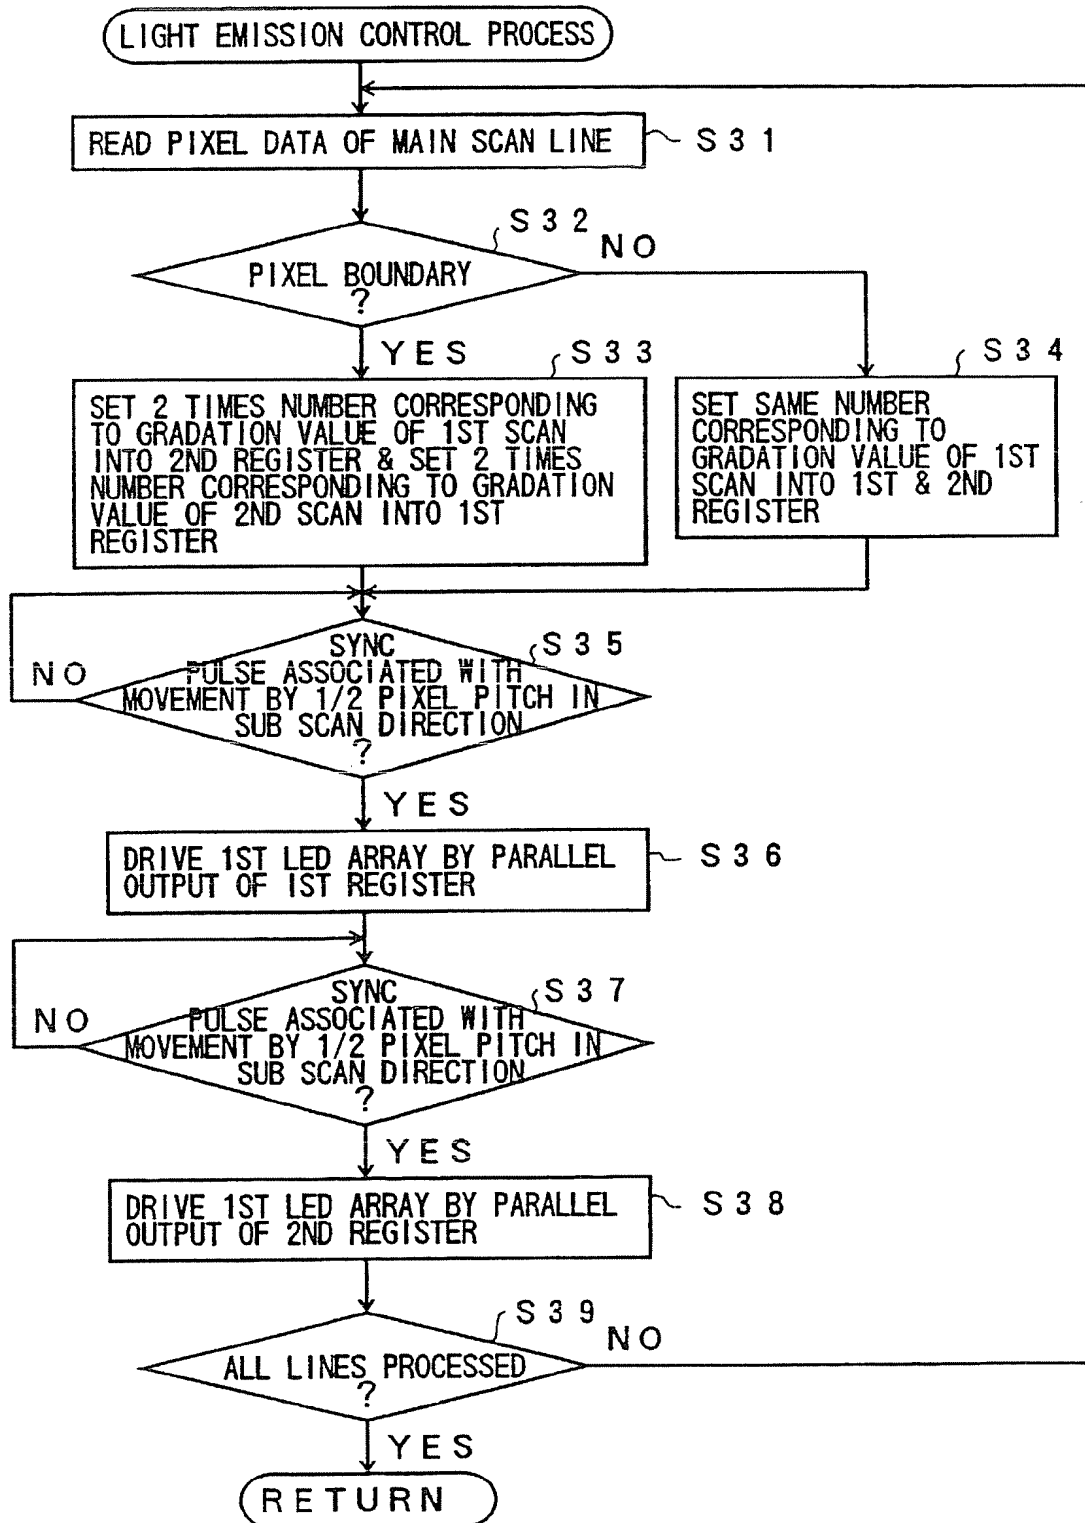 LIGHT EMISSION CONTROL PROCESS
READ PIXEL DATA OF MAIN SCAN LINE
S31
S32
PIXEL BOUNDARY
?
NO
YES
S33
SET 2 TIMES NUMBER CORRESPONDING
TO GRADATION VALUE OF 1ST SCAN
INTO 2ND REGISTER & SET 2 TIMES
NUMBER CORRESPONDING TO GRADATION
VALUE OF 2ND SCAN INTO 1ST
REGISTER
S34
SET SAME NUMBER
CORRESPONDING TO
GRADATION VALUE OF 1ST
SCAN INTO 1ST & 2ND
REGISTER
S35
SYNC
PULSE ASSOCIATED WITH
MOVEMENT BY 1/2 PIXEL PITCH IN
SUB SCAN DIRECTION
?
NO
YES
DRIVE 1ST LED ARRAY BY PARALLEL
OUTPUT OF 1ST REGISTER
S36
S37
SYNC
PULSE ASSOCIATED WITH
MOVEMENT BY 1/2 PIXEL PITCH IN
SUB SCAN DIRECTION
?
NO
YES
DRIVE 1ST LED ARRAY BY PARALLEL
OUTPUT OF 2ND REGISTER
S38
S39
ALL LINES PROCESSED
?
NO
YES
RETURN